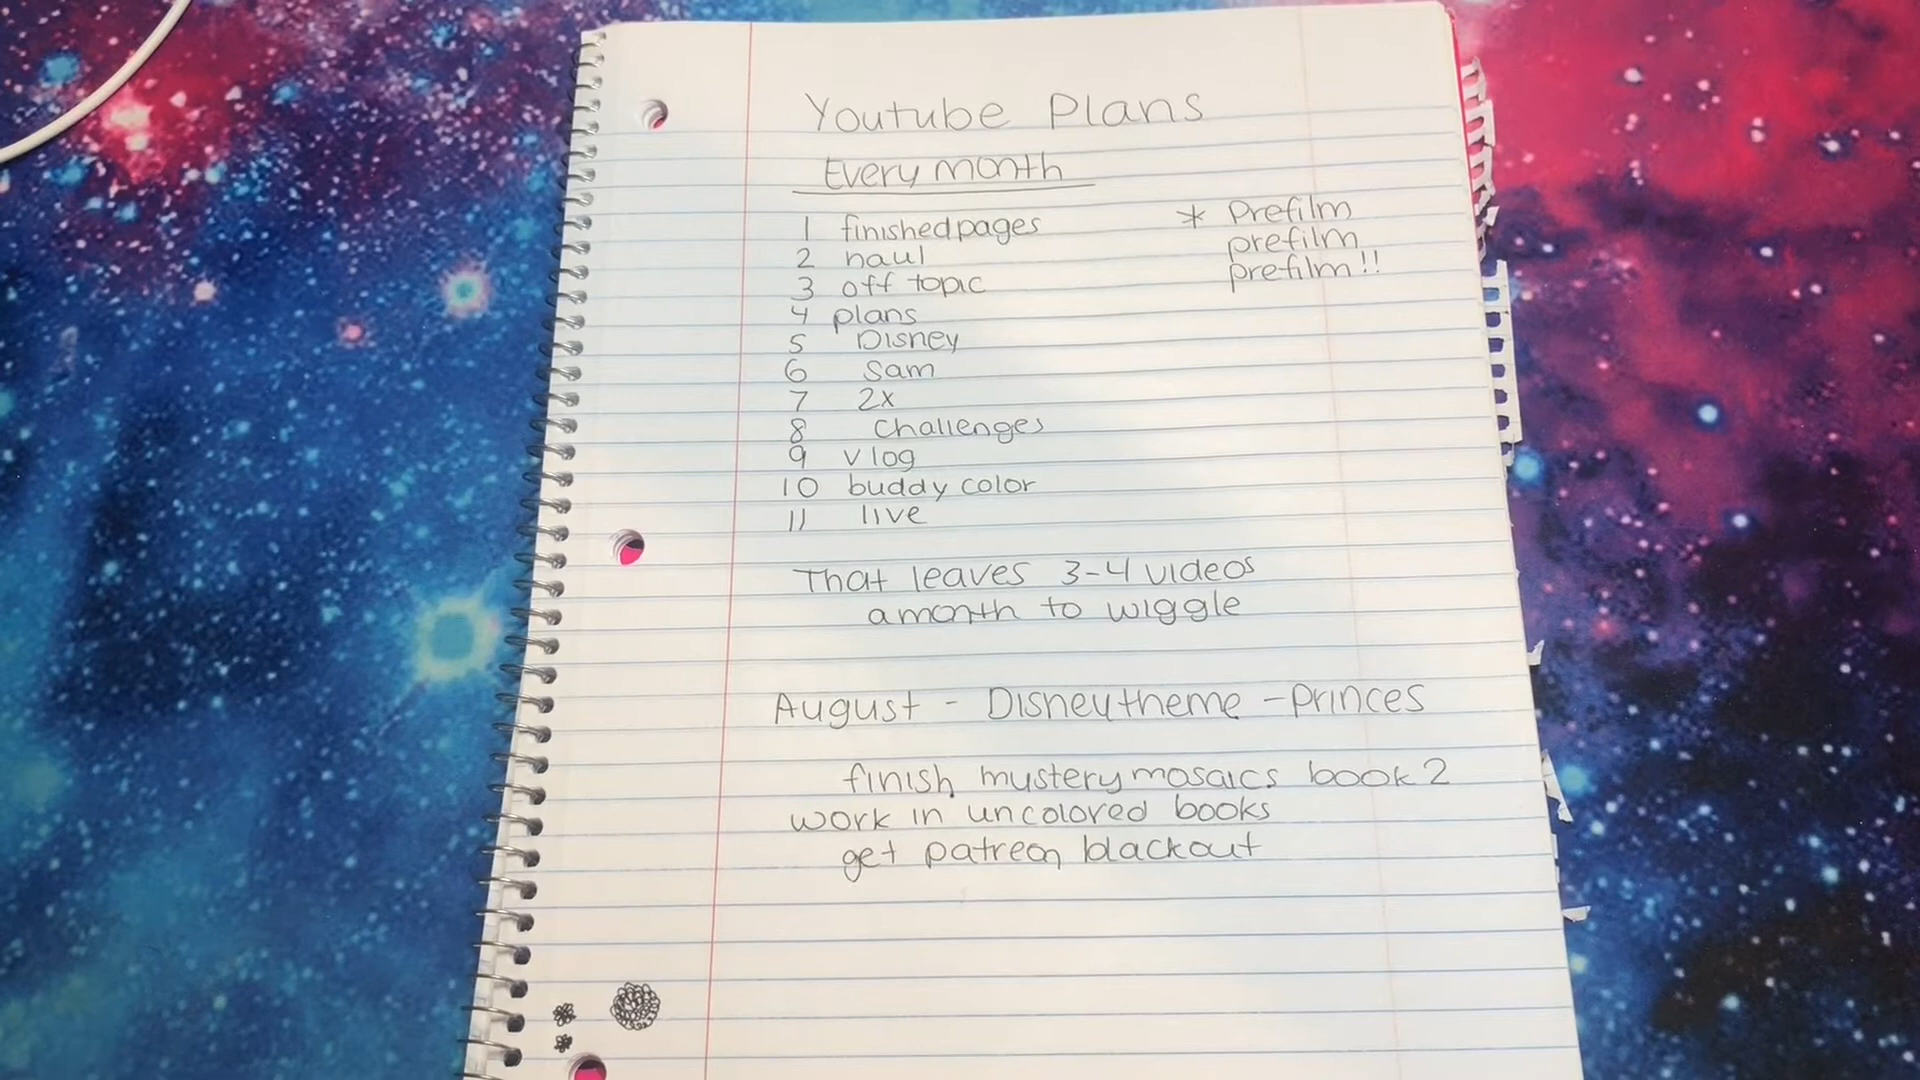 Youtube Plans
Every month
1 finished pages
2 haul
3 off topic
4 plans
5 Disney
6 Sam
7 2x
8 challenges
9 vlog
10 buddy color
11 live
* Prefilm
prefilm
prefilm!!
That leaves 3-4 videos
a month to wiggle
August - Disney theme - Princes
finish mystery mosaics book 2
work in uncolored books
get patreon blackout